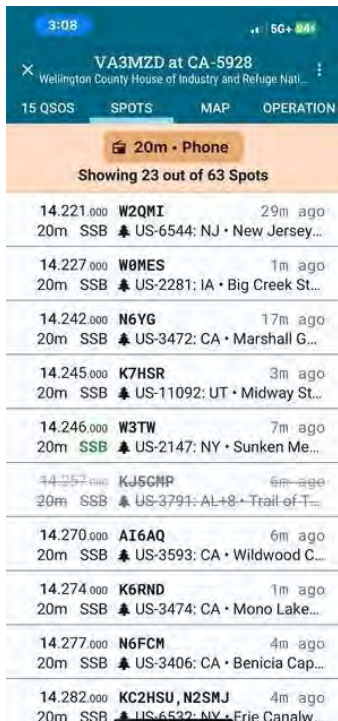 3:08 5G+ 24
VA3MZD at CA-5928
Wellington County House of Industry and Refuge Nati...
15 QSOS SPOTS MAP OPERATION
20m • Phone
Showing 23 out of 63 Spots
14.221.000 W2QMI 29m ago
20m SSB US-6544: NJ • New Jersey...
14.227.000 W0MES 1m ago
20m SSB US-2281: IA • Big Creek St...
14.242.000 N6YG 17m ago
20m SSB US-3472: CA • Marshall G...
14.245.000 K7HSR 3m ago
20m SSB US-11092: UT • Midway St...
14.246.000 W3TW 7m ago
20m SSB US-2147: NY • Sunken Me...
14.257.000 KJ5GMP 6m ago
20m SSB US-3791: AL+8 • Trail of T...
14.270.000 AI6AQ 6m ago
20m SSB US-3593: CA • Wildwood C...
14.274.000 K6RND 1m ago
20m SSB US-3474: CA • Mono Lake...
14.277.000 N6FCM 4m ago
20m SSB US-3406: CA • Benicia Cap...
14.282.000 KC2HSU,N2SMJ 4m ago
20m SSB US-6532: NY • Erie Canalw...